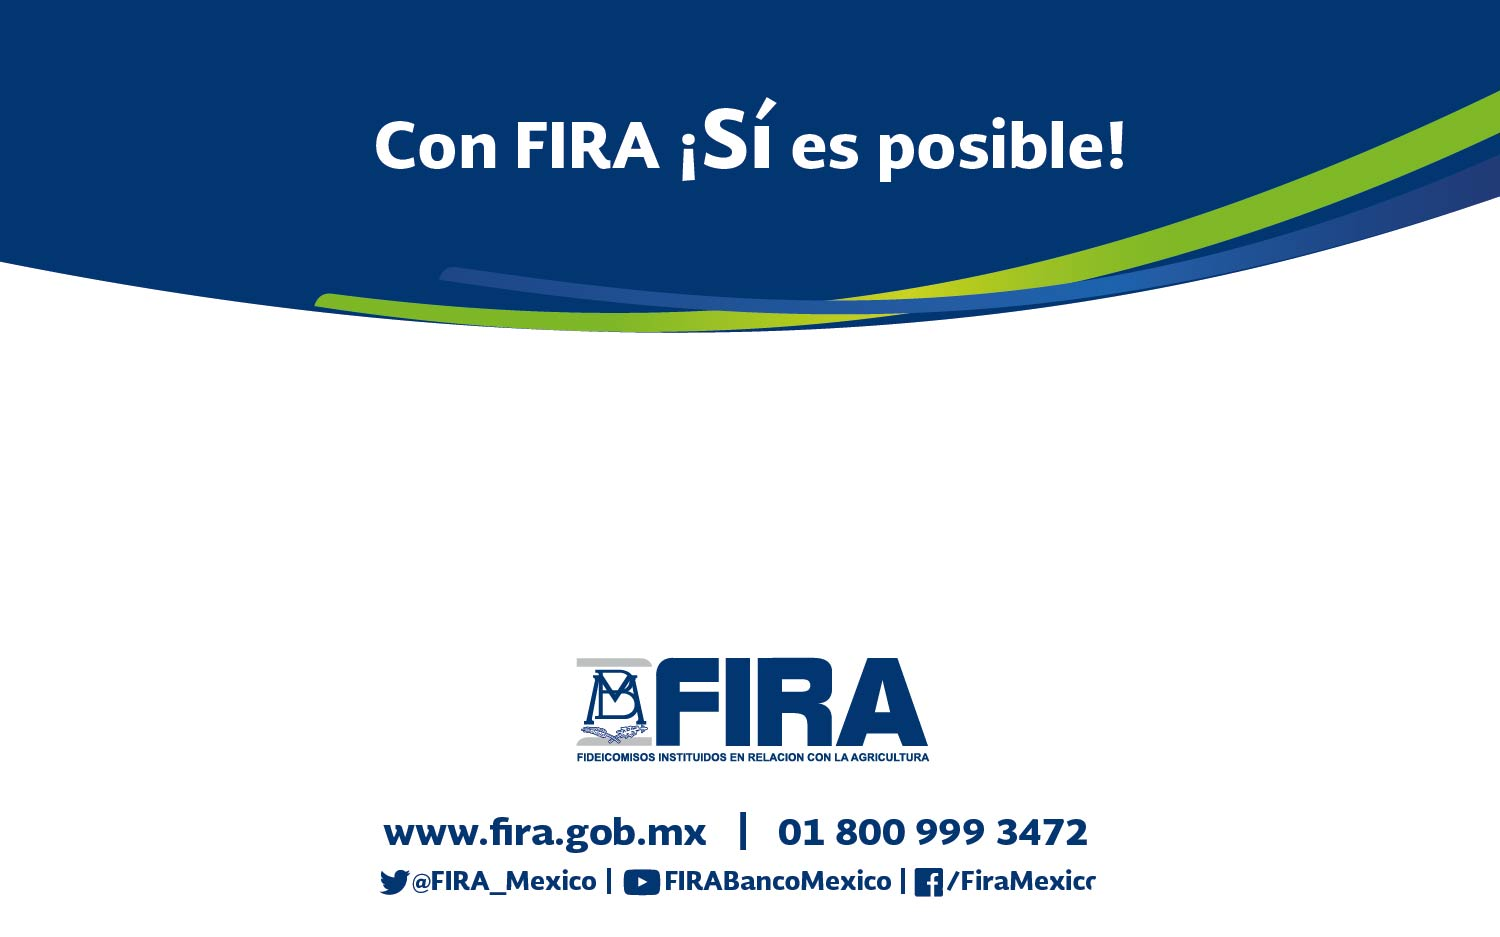 Con FIRA ¡Sí es posible!
FIRA
FIDEICOMISOS INSTITUIDOS EN RELACION CON LA AGRICULTURA
www.fira.gob.mx | 01 800 999 3472
@FIRA_Mexico | FIRABancoMexico | /FiraMexico